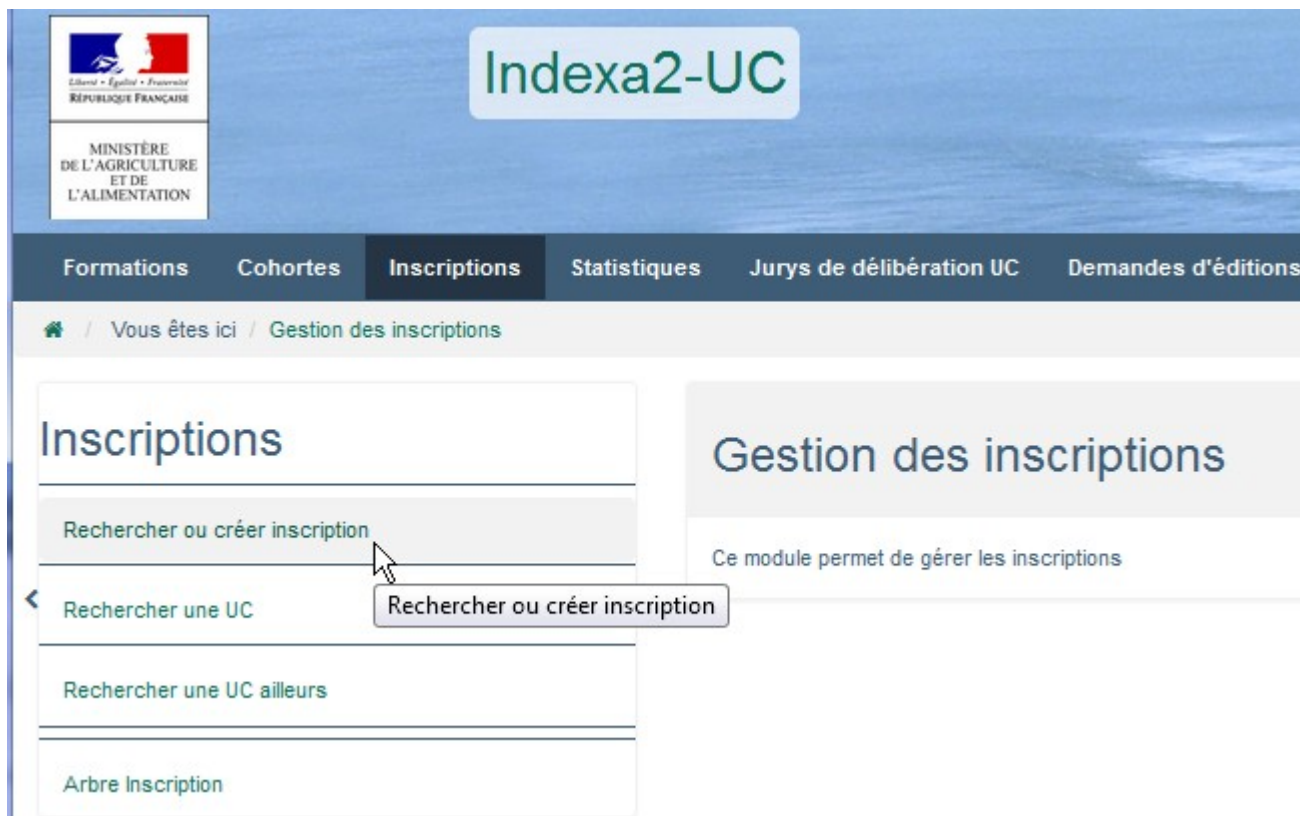 Liberté • Égalité • Fraternité
RÉPUBLIQUE FRANÇAISE
MINISTÈRE
DE L'AGRICULTURE
ET DE
L'ALIMENTATION
Indexa2-UC
Formations Cohortes Inscriptions Statistiques Jurys de délibération UC Demandes d'éditions
/ Vous êtes ici / Gestion des inscriptions
Inscriptions
Rechercher ou créer inscription
Rechercher ou créer inscription
Rechercher une UC
Rechercher une UC ailleurs
Arbre Inscription
Gestion des inscriptions
Ce module permet de gérer les inscriptions